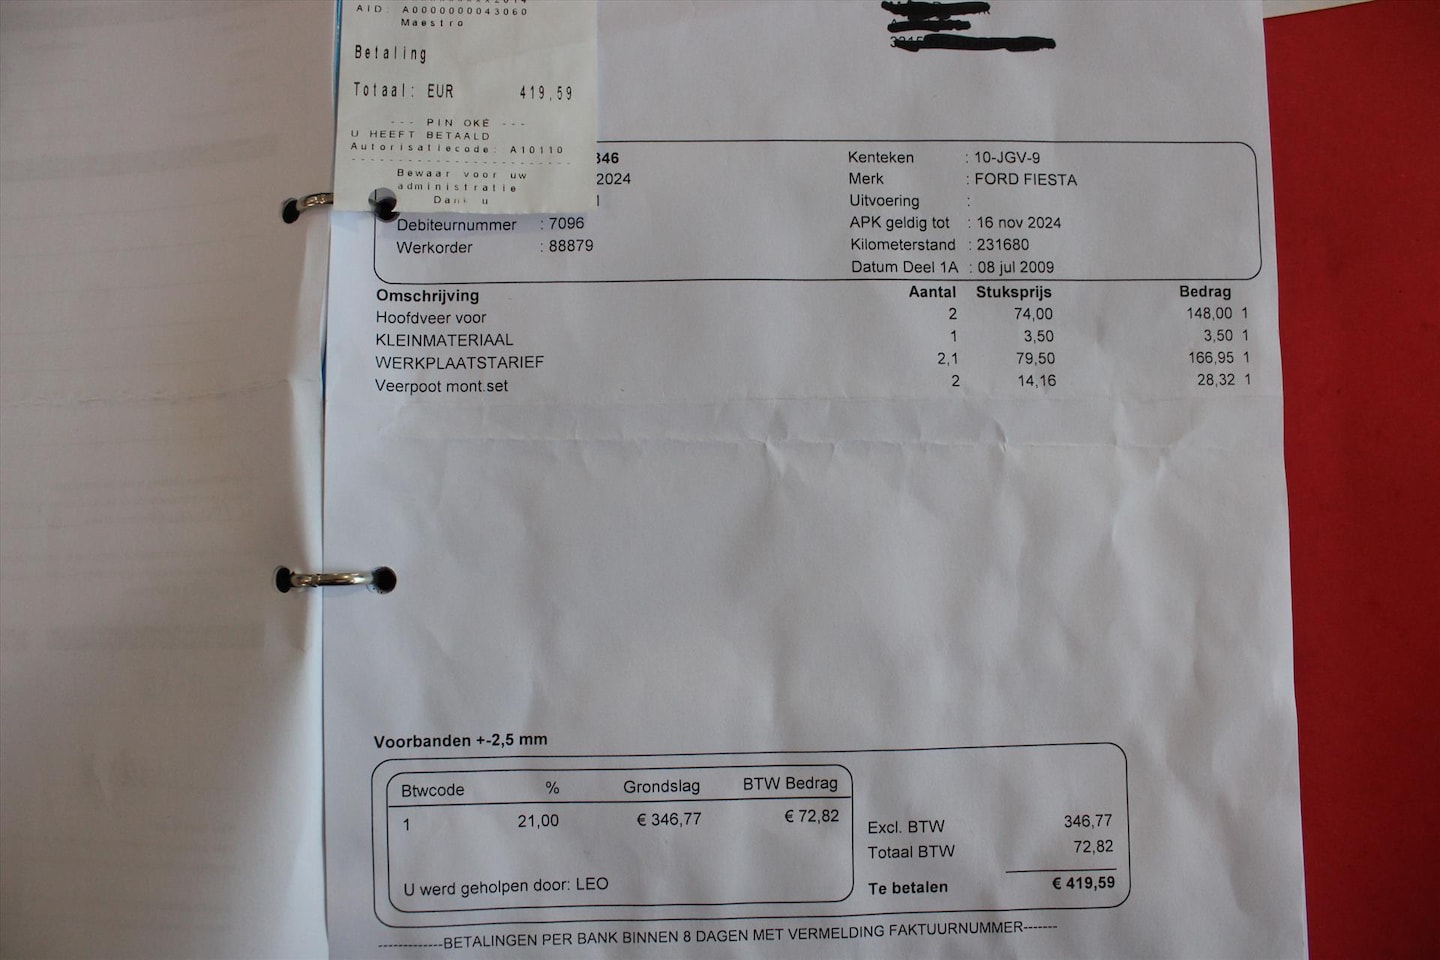 AID: A0000000043060
Maestro
Betaling
Totaal: EUR 419,59
--- PIN OKE ---
U HEEFT BETAALD
Autorisatiecode: A10110
Bewaar voor uw
administratie
Dank u
346
2024
1
Debiteurnummer : 7096
Werkorder : 88879
Kenteken : 10-JGV-9
Merk : FORD FIESTA
Uitvoering :
APK geldig tot : 16 nov 2024
Kilometerstand : 231680
Datum Deel 1A : 08 jul 2009
Omschrijving Aantal Stuksprijs Bedrag
Hoofdveer voor 2 74,00 148,00 1
KLEINMATERIAAL 1 3,50 3,50 1
WERKPLAATSTARIEF 2,1 79,50 166,95 1
Veerpoot mont.set 2 14,16 28,32 1
Voorbanden +-2,5 mm
Btwcode % Grondslag BTW Bedrag
1 21,00 € 346,77 € 72,82
U werd geholpen door: LEO
Excl. BTW 346,77
Totaal BTW 72,82
Te betalen € 419,59
-------------BETALINGEN PER BANK BINNEN 8 DAGEN MET VERMELDING FAKTUURNUMMER-------